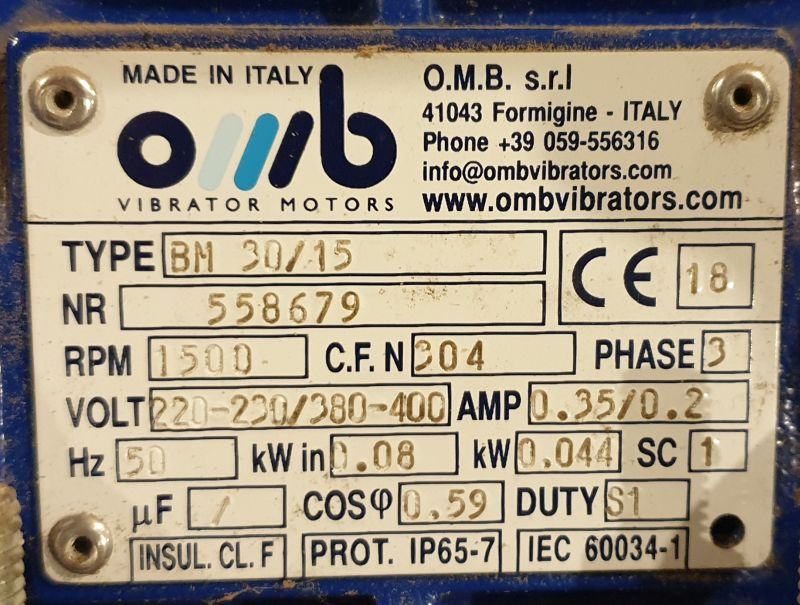 MADE IN ITALY
omb
VIBRATOR MOTORS
O.M.B. s.r.l
41043 Formigine - ITALY
Phone +39 059-556316
info@ombvibrators.com
www.ombvibrators.com
TYPE BM 30/15
CE 18
NR 558679
RPM 1500 C.F. N 304 PHASE 3
VOLT 220-230/380-400 AMP 0.35/0.2
Hz 50 kW in 0.08 kW 0.044 SC 1
µF / COSφ 0.59 DUTY S1
INSUL. CL. F PROT. IP65-7 IEC 60034-1